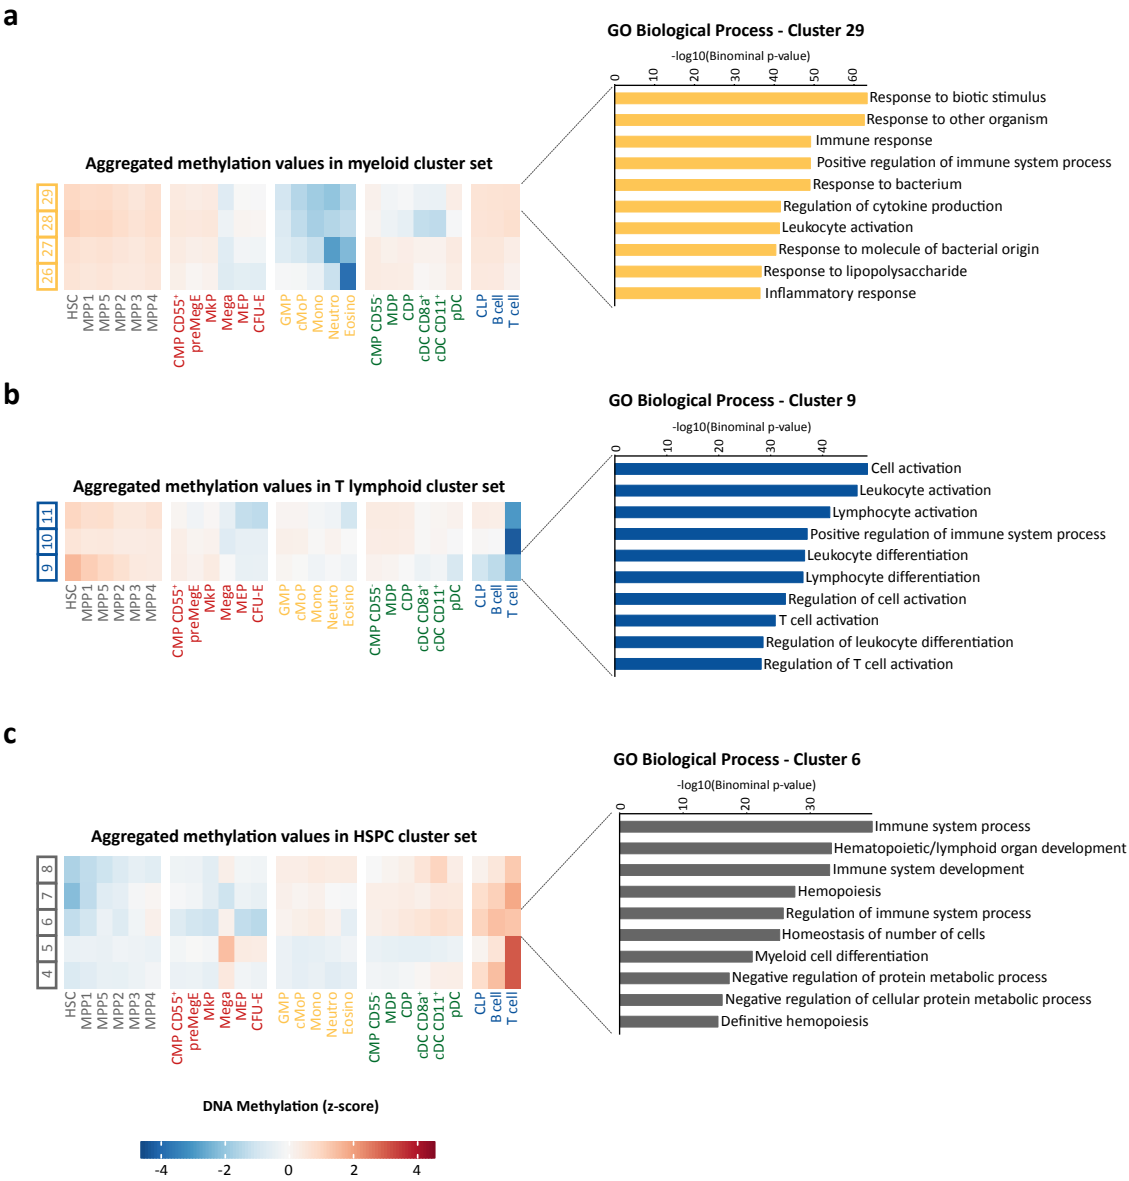 a
GO Biological Process - Cluster 29
-log10(Binominal p-value)
0 10 20 30 40 50 60
Response to biotic stimulus
Response to other organism
Immune response
Positive regulation of immune system process
Response to bacterium
Regulation of cytokine production
Leukocyte activation
Response to molecule of bacterial origin
Response to lipopolysaccharide
Inflammatory response
Aggregated methylation values in myeloid cluster set
29
28
27
26
HSC MPP1 MPP5 MPP2 MPP3 MPP4 CMP CD55+ preMegE MkP Mega MEP CFU-E GMP cMoP Mono Neutro Eosino CMP CD55- MDP CDP cDC CD8a+ cDC CD11+ pDC CLP B cell T cell
b
GO Biological Process - Cluster 9
-log10(Binominal p-value)
0 10 20 30 40
Cell activation
Leukocyte activation
Lymphocyte activation
Positive regulation of immune system process
Leukocyte differentiation
Lymphocyte differentiation
Regulation of cell activation
T cell activation
Regulation of leukocyte differentiation
Regulation of T cell activation
Aggregated methylation values in T lymphoid cluster set
11
10
9
HSC MPP1 MPP5 MPP2 MPP3 MPP4 CMP CD55+ preMegE MkP Mega MEP CFU-E GMP cMoP Mono Neutro Eosino CMP CD55- MDP CDP cDC CD8a+ cDC CD11+ pDC CLP B cell T cell
c
GO Biological Process - Cluster 6
-log10(Binominal p-value)
0 10 20 30
Immune system process
Hematopoietic/lymphoid organ development
Immune system development
Hemopoiesis
Regulation of immune system process
Homeostasis of number of cells
Myeloid cell differentiation
Negative regulation of protein metabolic process
Negative regulation of cellular protein metabolic process
Definitive hemopoiesis
Aggregated methylation values in HSPC cluster set
8
7
6
5
4
HSC MPP1 MPP5 MPP2 MPP3 MPP4 CMP CD55+ preMegE MkP Mega MEP CFU-E GMP cMoP Mono Neutro Eosino CMP CD55- MDP CDP cDC CD8a+ cDC CD11+ pDC CLP B cell T cell
DNA Methylation (z-score)
-4 -2 0 2 4